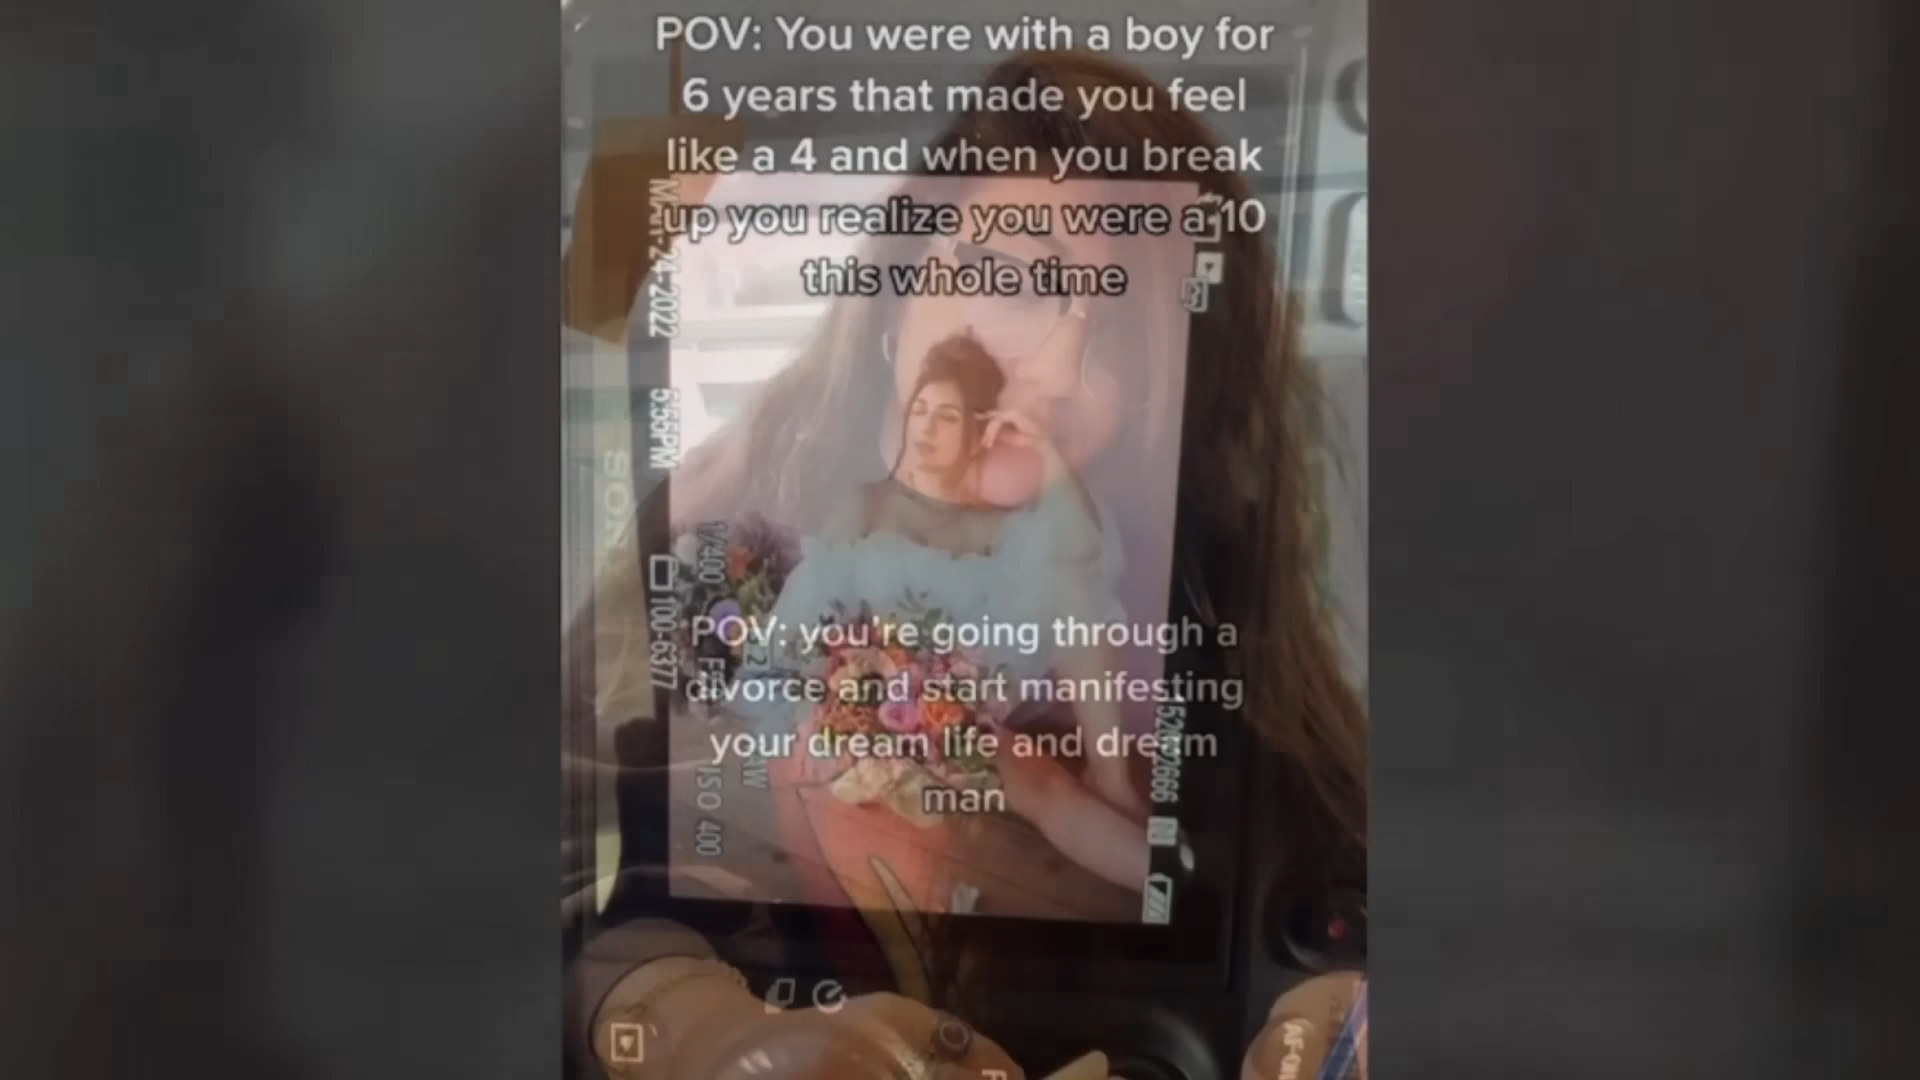 POV: You were with a boy for
6 years that made you feel
like a 4 and when you break
up you realize you were a 10
this whole time
5:55PM
1/400
100-6377
POV: you're going through a
divorce and start manifesting
your dream life and dream
man
ISO 400